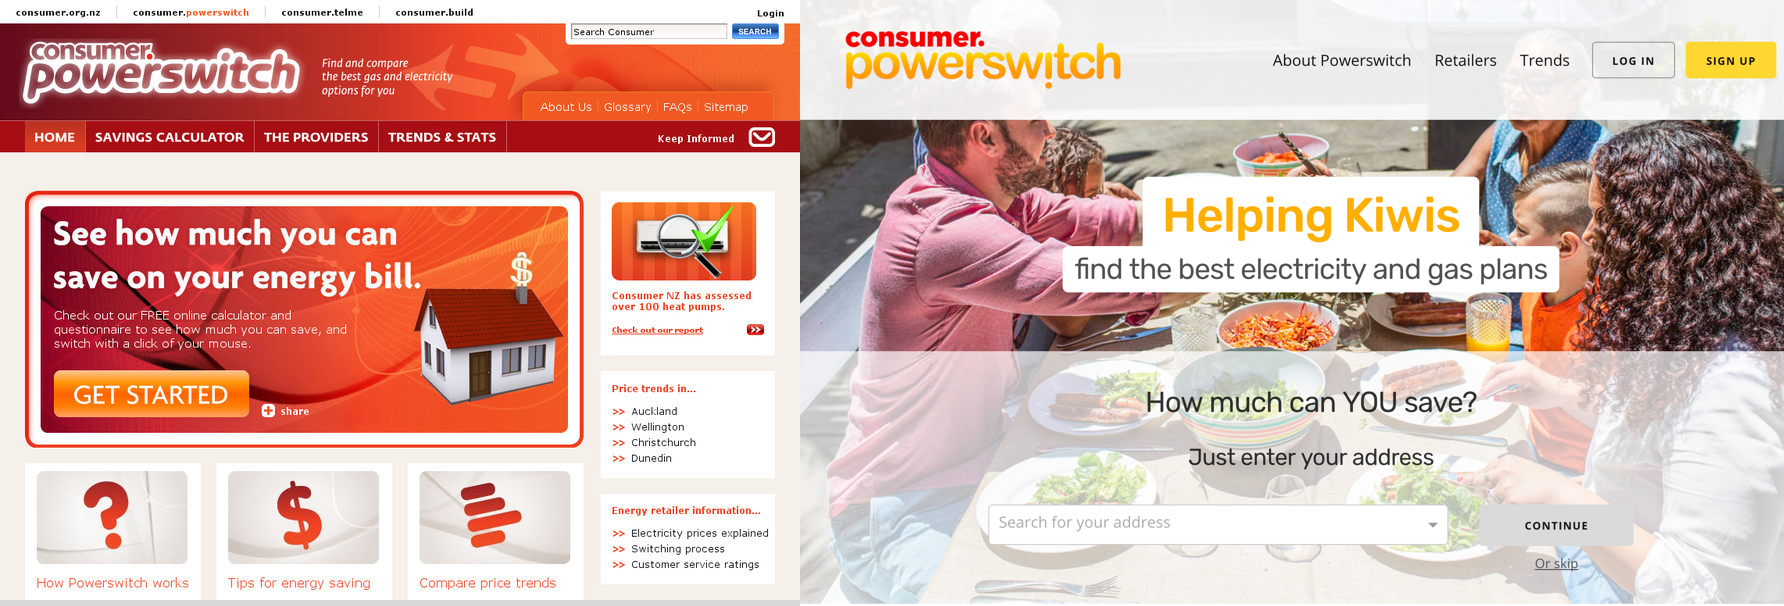 consumer.org.nz
consumer.powerswitch
consumer.telme
consumer.build
Login
Search Consumer
SEARCH
consumer.
powerswitch
Find and compare
the best gas and electricity
options for you
About Us
Glossary
FAQs
Sitemap
HOME
SAVINGS CALCULATOR
THE PROVIDERS
TRENDS & STATS
Keep Informed
See how much you can
save on your energy bill.
Check out our FREE online calculator and
questionnaire to see how much you can save, and
switch with a click of your mouse.
GET STARTED
share
Consumer NZ has assessed
over 100 heat pumps.
Check out our report
>>
Price trends in...
>> Auckland
>> Wellington
>> Christchurch
>> Dunedin
Energy retailer information...
>> Electricity prices explained
>> Switching process
>> Customer service ratings
?
$
How Powerswitch works
Tips for energy saving
Compare price trends
consumer.
powerswitch
About Powerswitch
Retailers
Trends
LOG IN
SIGN UP
Helping Kiwis
find the best electricity and gas plans
How much can YOU save?
Just enter your address
Search for your address
CONTINUE
Or skip